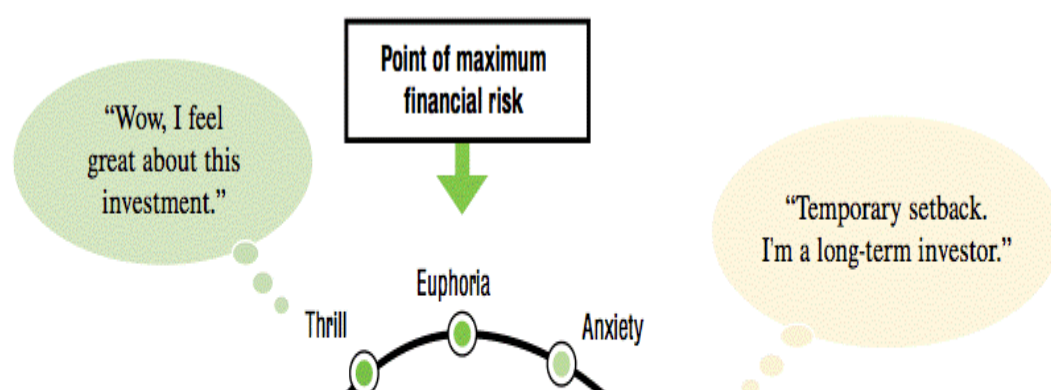 Point of maximum
financial risk
“Wow, I feel
great about this
investment.”
“Temporary setback.
I'm a long-term investor.”
Euphoria
Thrill
Anxiety